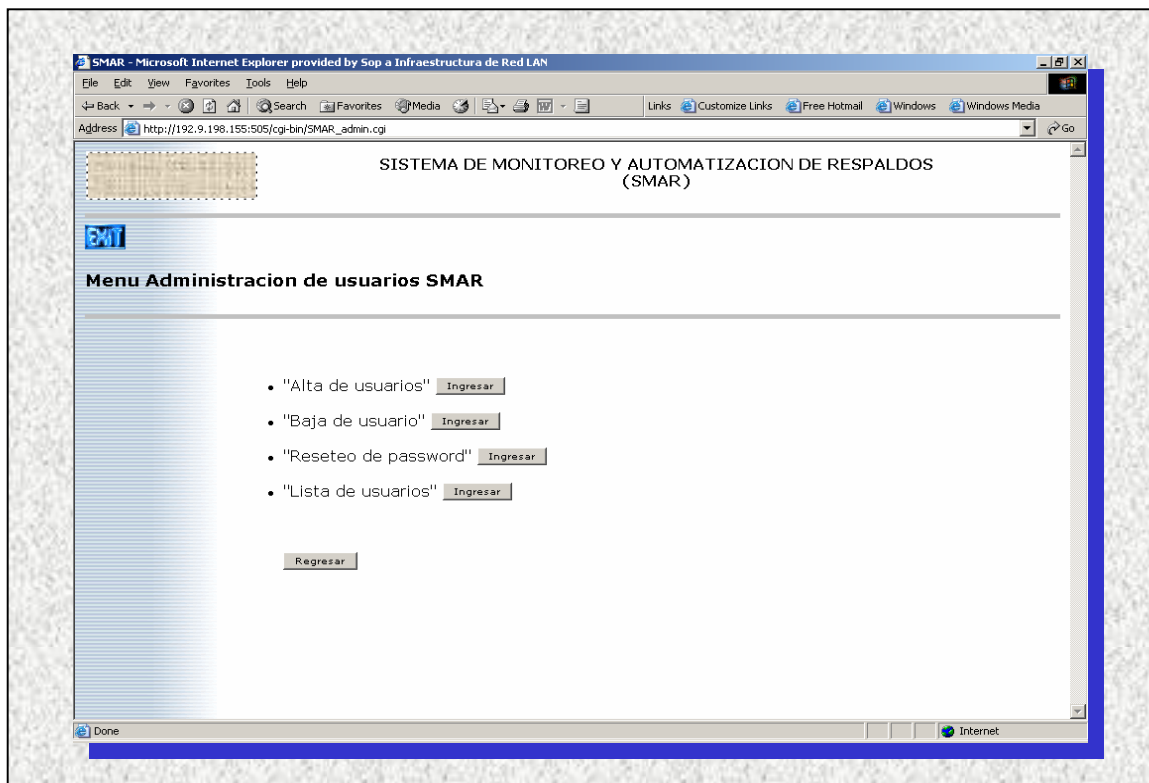 SMAR - Microsoft Internet Explorer provided by Sop a Infraestructura de Red LAN
File Edit View Favorites Tools Help
Back Search Favorites Media Links Customize Links Free Hotmail Windows Windows Media
Address http://192.9.198.155:505/cgi-bin/SMAR_admin.cgi Go
SISTEMA DE MONITOREO Y AUTOMATIZACION DE RESPALDOS
(SMAR)
EXIT
Menu Administracion de usuarios SMAR
• "Alta de usuarios" Ingresar
• "Baja de usuario" Ingresar
• "Reseteo de password" Ingresar
• "Lista de usuarios" Ingresar
Regresar
Done Internet